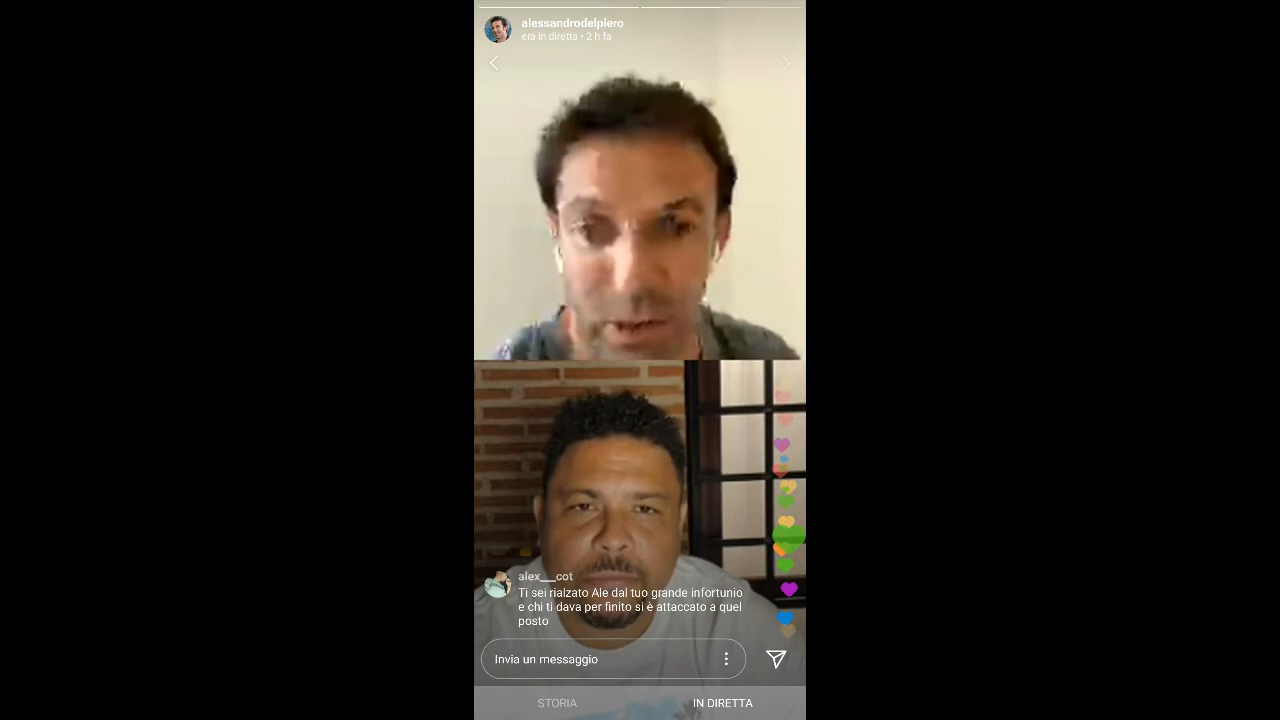 alessandrodelpiero
era in diretta • 2 h fa
alex___cot
Ti sei rialzato Ale dal tuo grande infortunio
e chi ti dava per finito si è attaccato a quel
posto
Invia un messaggio
STORIA
IN DIRETTA